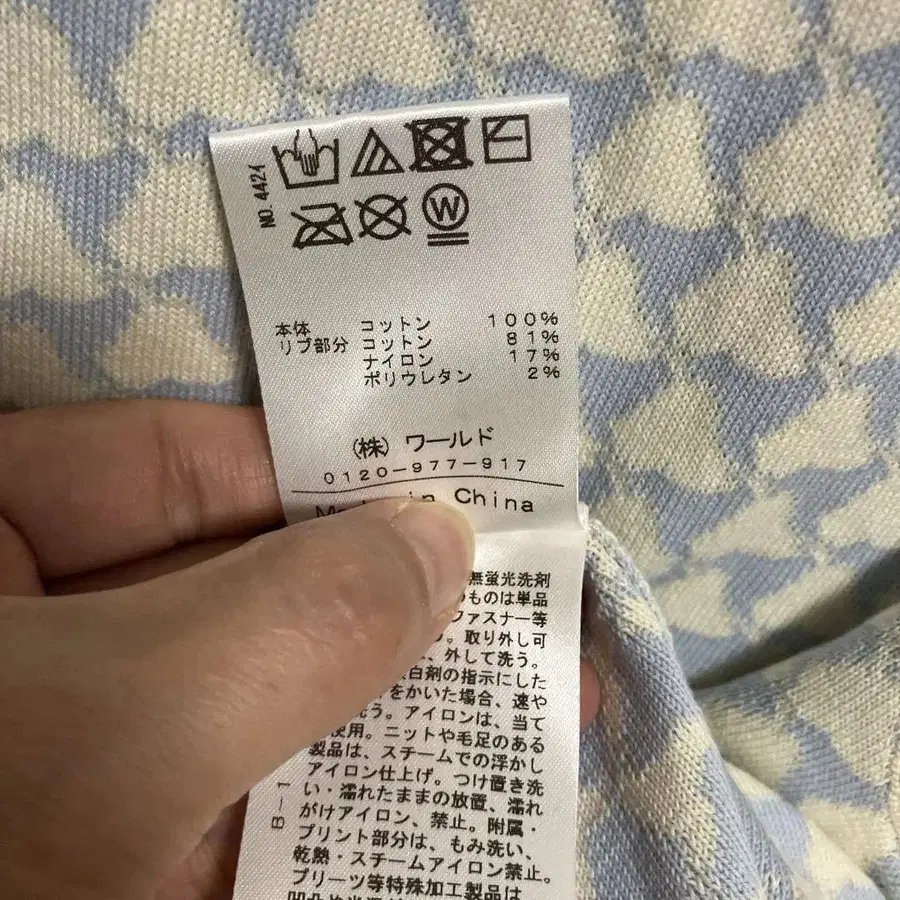 NO. 442イ
W
本体 コットン 100%
リブ部分 コットン 81%
ナイロン 17%
ポリウレタン 2%
(株) ワールド
0120-977-917
in China
無蛍光洗剤
ものは単品
ファスナー等
取り外し可
、外して洗う。
白剤の指示にした
をかいた場合、速や
う。アイロンは、当て
使用。ニットや毛足のある
製品は、スチームでの浮かし
アイロン仕上げ。つけ置き洗
い・濡れたままの放置、濡れ
がけアイロン、禁止。附属・
プリント部分は、もみ洗い、
乾熱・スチームアイロン禁止。
プリーツ等特殊加工製品は
B-1